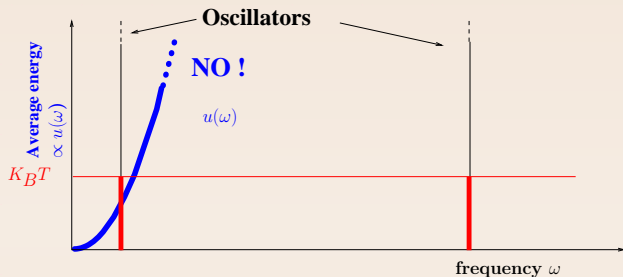 Oscillators
Average energy
∝ u(ω)
NO !
u(ω)
K_BT
frequency ω